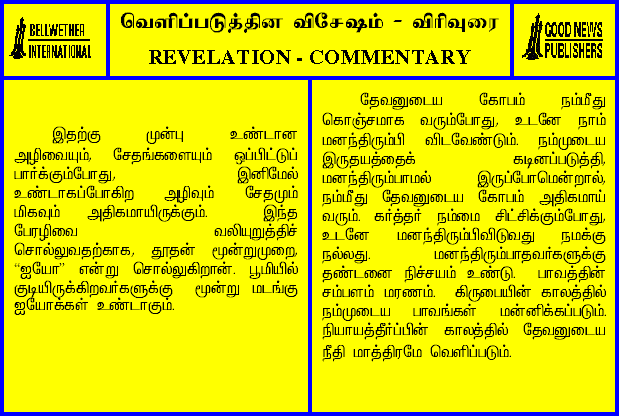 BELLWETHER
INTERNATIONAL
வெளிப்படுத்தின விசேஷம் - விரிவுரை
REVELATION - COMMENTARY
GOOD NEWS
PUBLISHERS
இதற்கு முன்பு உண்டான
அழிவையும், சேதங்களையும் ஒப்பிட்டுப்
பார்க்கும்போது, இனிமேல்
உண்டாகப்போகிற அழிவும் சேதமும்
மிகவும் அதிகமாயிருக்கும். இந்த
பேரழிவை வலியுறுத்திச்
சொல்லுவதற்காக, தூதன் மூன்றுமுறை,
“ஐயோ” என்று சொல்லுகிறான். பூமியில்
குடியிருக்கிறவர்களுக்கு மூன்று மடங்கு
ஐயோக்கள் உண்டாகும்.
தேவனுடைய கோபம் நம்மீது
கொஞ்சமாக வரும்போது, உடனே நாம்
மனந்திரும்பி விடவேண்டும். நம்முடைய
இருதயத்தைக் கடினப்படுத்தி,
மனந்திரும்பாமல் இருப்போமென்றால்,
நம்மீது தேவனுடைய கோபம் அதிகமாய்
வரும். கர்த்தர் நம்மை சிட்சிக்கும்போது,
உடனே மனந்திரும்பிவிடுவது நமக்கு
நல்லது. மனந்திரும்பாதவர்களுக்கு
தண்டனை நிச்சயம் உண்டு. பாவத்தின்
சம்பளம் மரணம். கிருபையின் காலத்தில்
நம்முடைய பாவங்கள் மன்னிக்கப்படும்.
நியாயத்தீர்ப்பின் காலத்தில் தேவனுடைய
நீதி மாத்திரமே வெளிப்படும்.